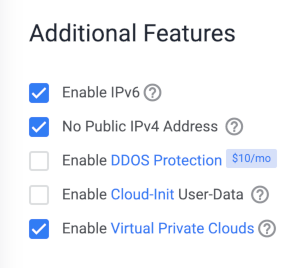 Additional Features
Enable IPv6 ?
No Public IPv4 Address ?
Enable DDOS Protection $10/mo
Enable Cloud-Init User-Data ?
Enable Virtual Private Clouds ?